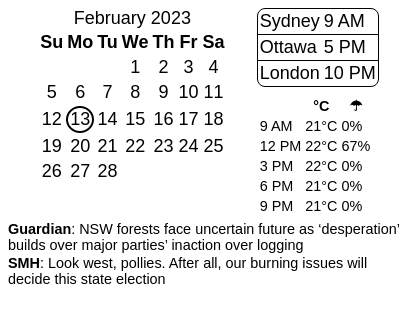 February 2023
Su Mo Tu We Th Fr Sa
1 2 3 4
5 6 7 8 9 10 11
12 13 14 15 16 17 18
19 20 21 22 23 24 25
26 27 28
Sydney 9 AM
Ottawa 5 PM
London 10 PM
°C ☂
9 AM 21°C 0%
12 PM 22°C 67%
3 PM 22°C 0%
6 PM 21°C 0%
9 PM 21°C 0%
Guardian: NSW forests face uncertain future as ‘desperation’
builds over major parties’ inaction over logging
SMH: Look west, pollies. After all, our burning issues will
decide this state election